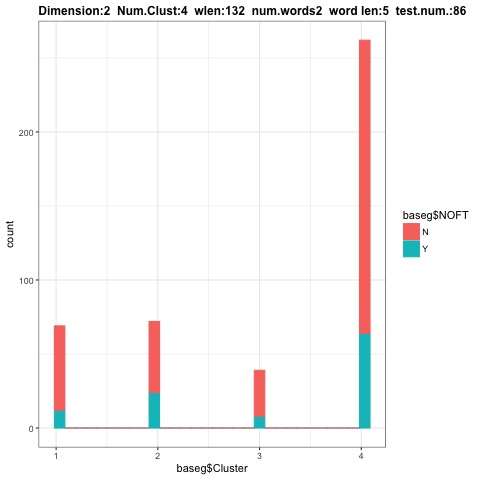 Dimension:2 Num.Clust:4 wlen:132 num.words2 word len:5 test.num.:86
200
100
0
count
1 2 3 4
baseg$Cluster
baseg$NOFT
N
Y